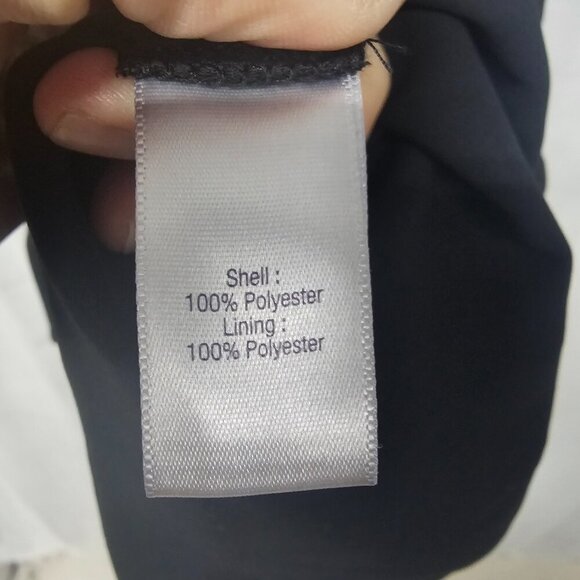 Shell :
100% Polyester
Lining :
100% Polyester